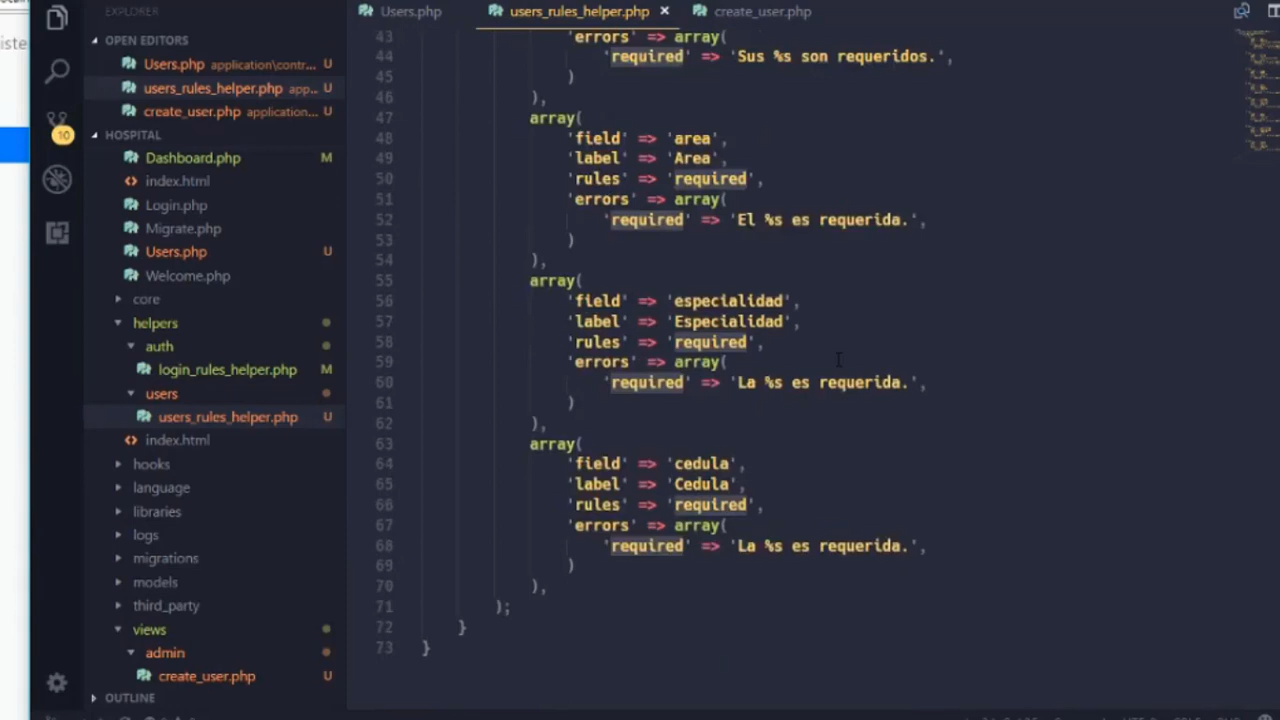 EXPLORER
OPEN EDITORS
Users.php application\contr... U
users_rules_helper.php app... U
create_user.php application... U
10
HOSPITAL
Dashboard.php M
index.html
Login.php
Migrate.php
Users.php U
Welcome.php
core
helpers
auth
login_rules_helper.php M
users
users_rules_helper.php U
index.html
hooks
language
libraries
logs
migrations
models
third_party
views
admin
create_user.php U
OUTLINE
Users.php users_rules_helper.php × create_user.php
43 'errors' => array(
44 'required' => 'Sus %s son requeridos.',
45 )
46 ),
47 array(
48 'field' => 'area',
49 'label' => 'Area',
50 'rules' => 'required',
51 'errors' => array(
52 'required' => 'El %s es requerida.',
53 )
54 ),
55 array(
56 'field' => 'especialidad',
57 'label' => 'Especialidad',
58 'rules' => 'required',
59 'errors' => array(
60 'required' => 'La %s es requerida.',
61 )
62 ),
63 array(
64 'field' => 'cedula',
65 'label' => 'Cedula',
66 'rules' => 'required',
67 'errors' => array(
68 'required' => 'La %s es requerida.',
69 )
70 ),
71 );
72 }
73 }